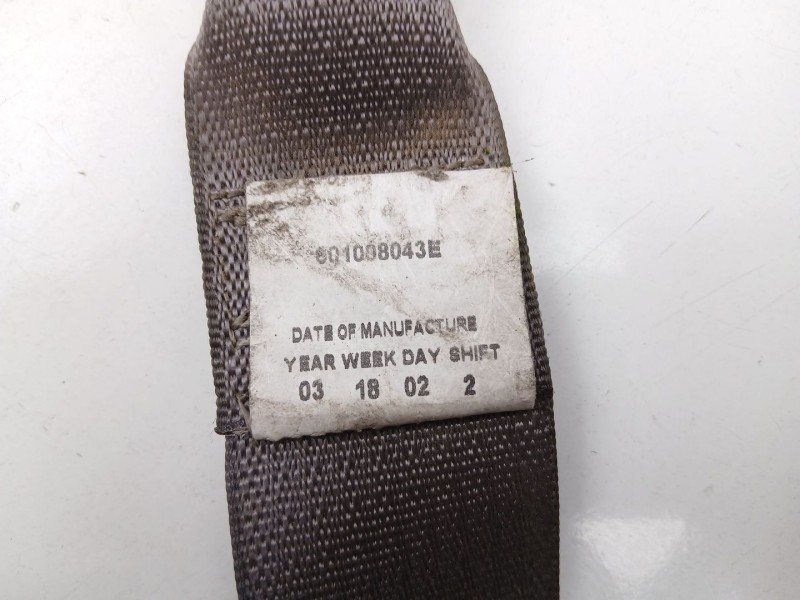 601008043E
DATE OF MANUFACTURE
YEAR WEEK DAY SHIFT
03 18 02 2